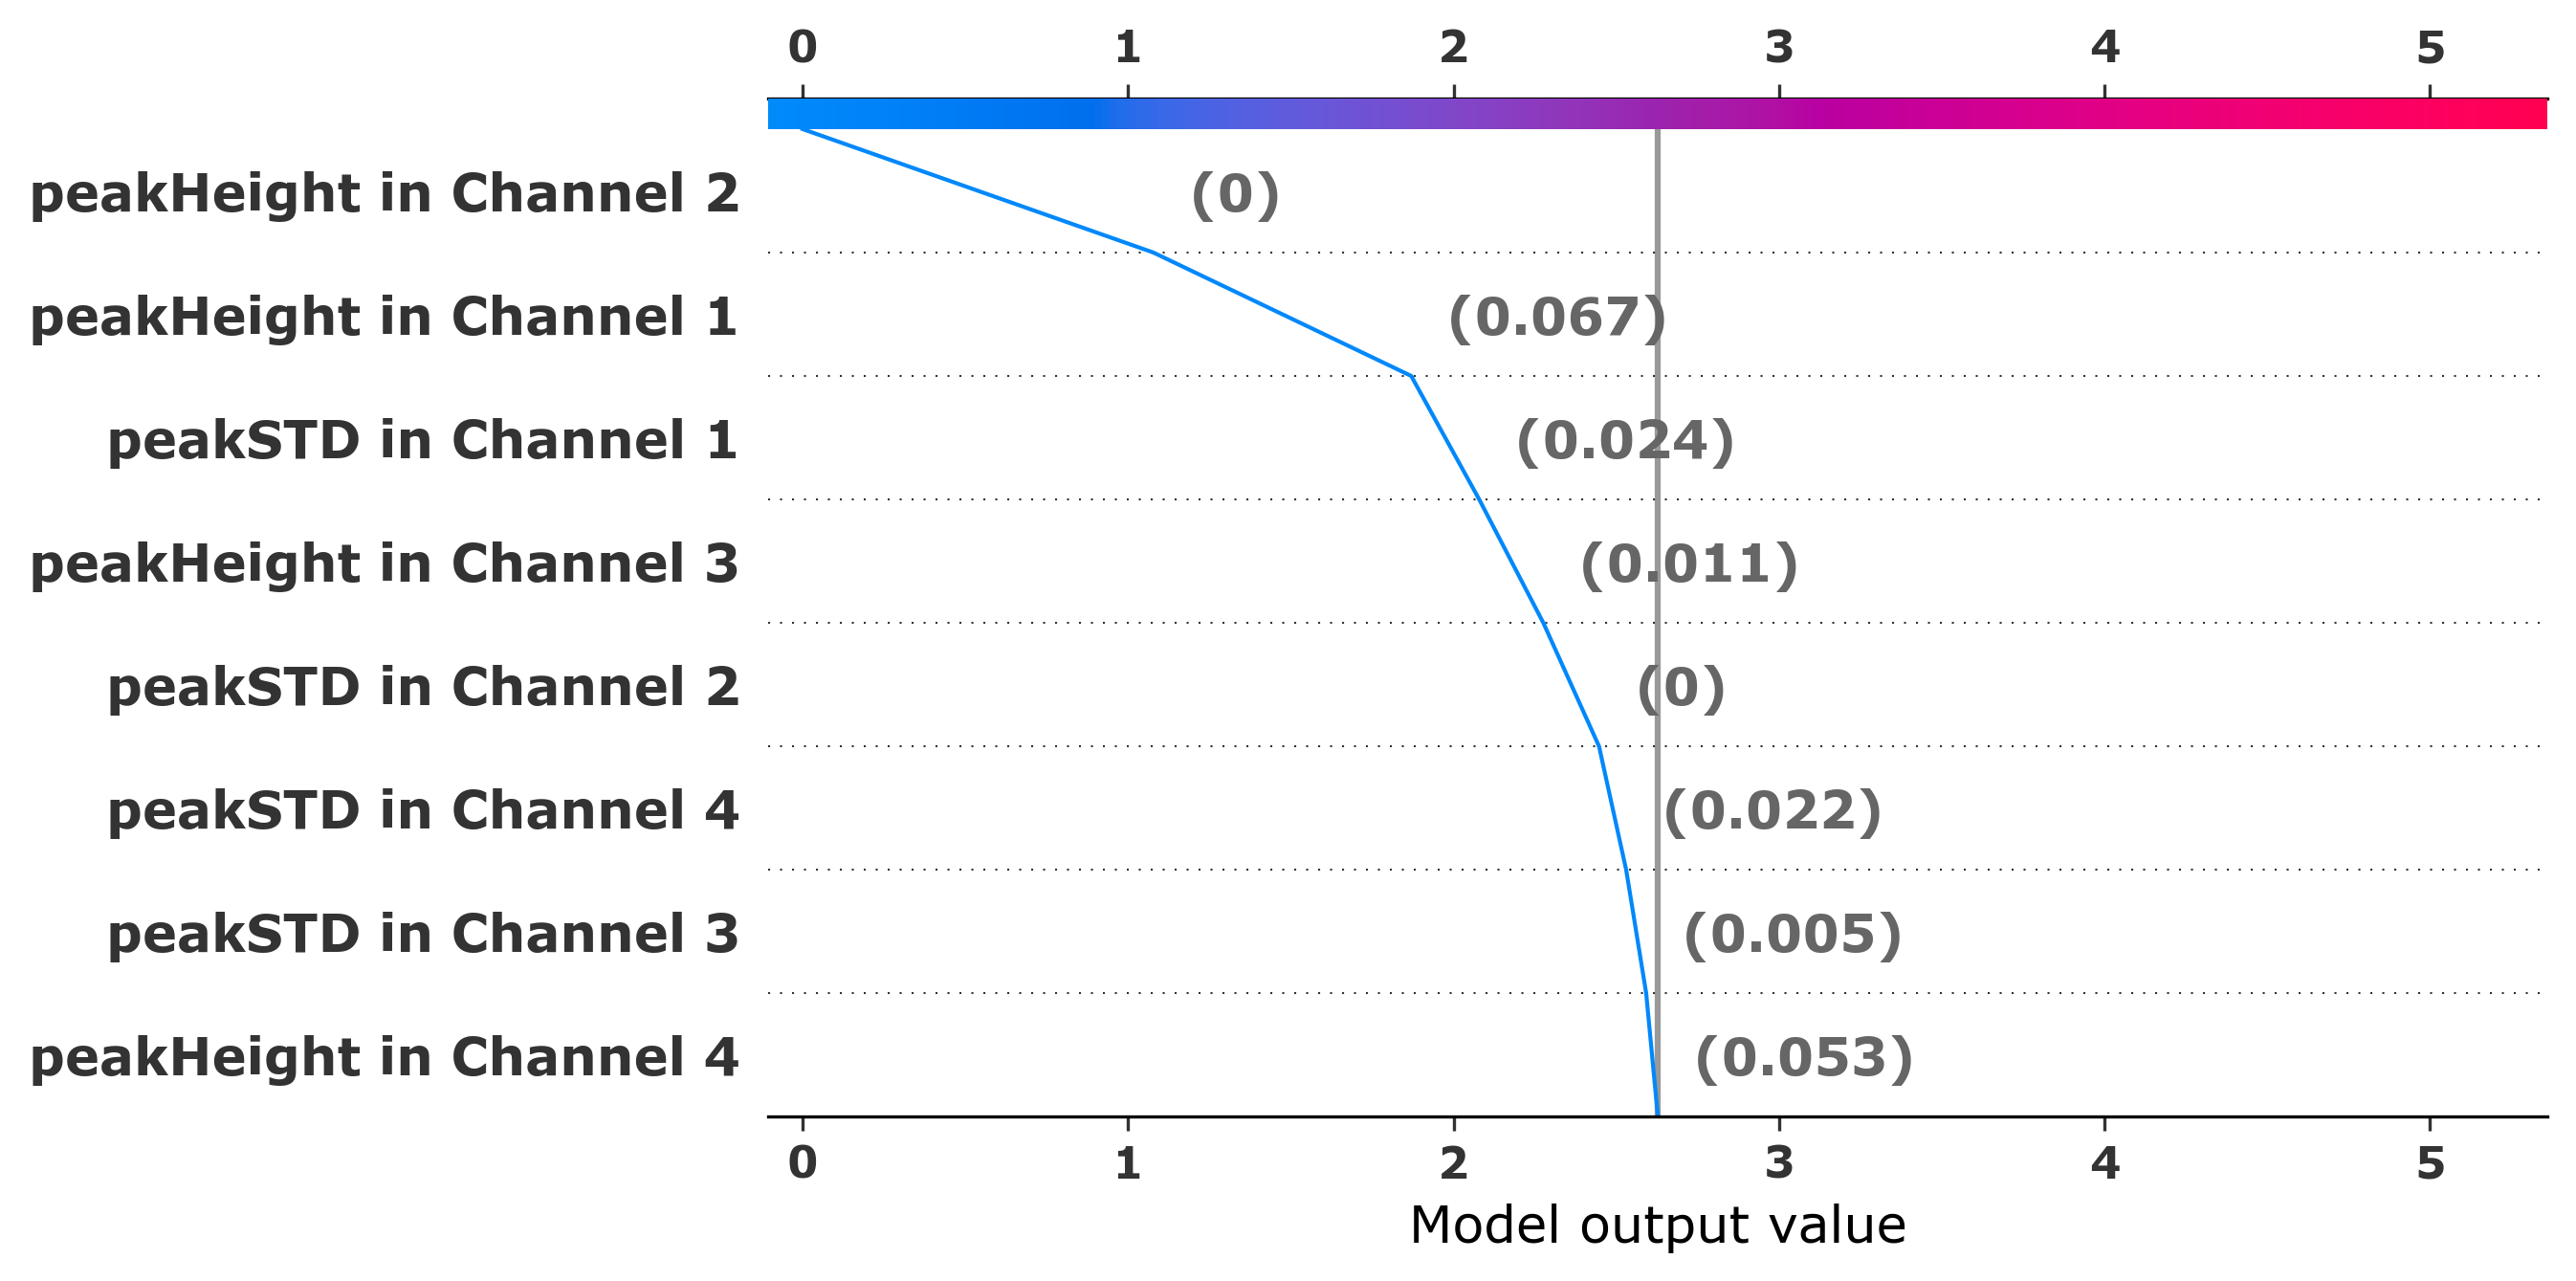 0 1 2 3 4 5
peakHeight in Channel 2 (0)
peakHeight in Channel 1 (0.067)
peakSTD in Channel 1 (0.024)
peakHeight in Channel 3 (0.011)
peakSTD in Channel 2 (0)
peakSTD in Channel 4 (0.022)
peakSTD in Channel 3 (0.005)
peakHeight in Channel 4 (0.053)
0 1 2 3 4 5
Model output value